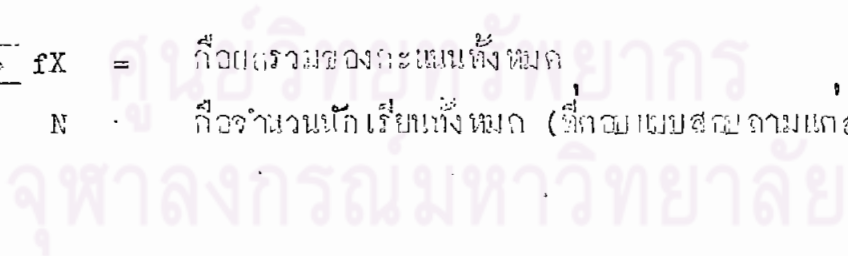 ∑ fX = คือผลรวมของคะแนนทั้งหมด
ศูนย์วิทยทรัพยากร
N คือจำนวนนักเรียนทั้งหมด (ที่ตอบแบบสอบถามแต่
จุฬาลงกรณ์มหาวิทยาลัย